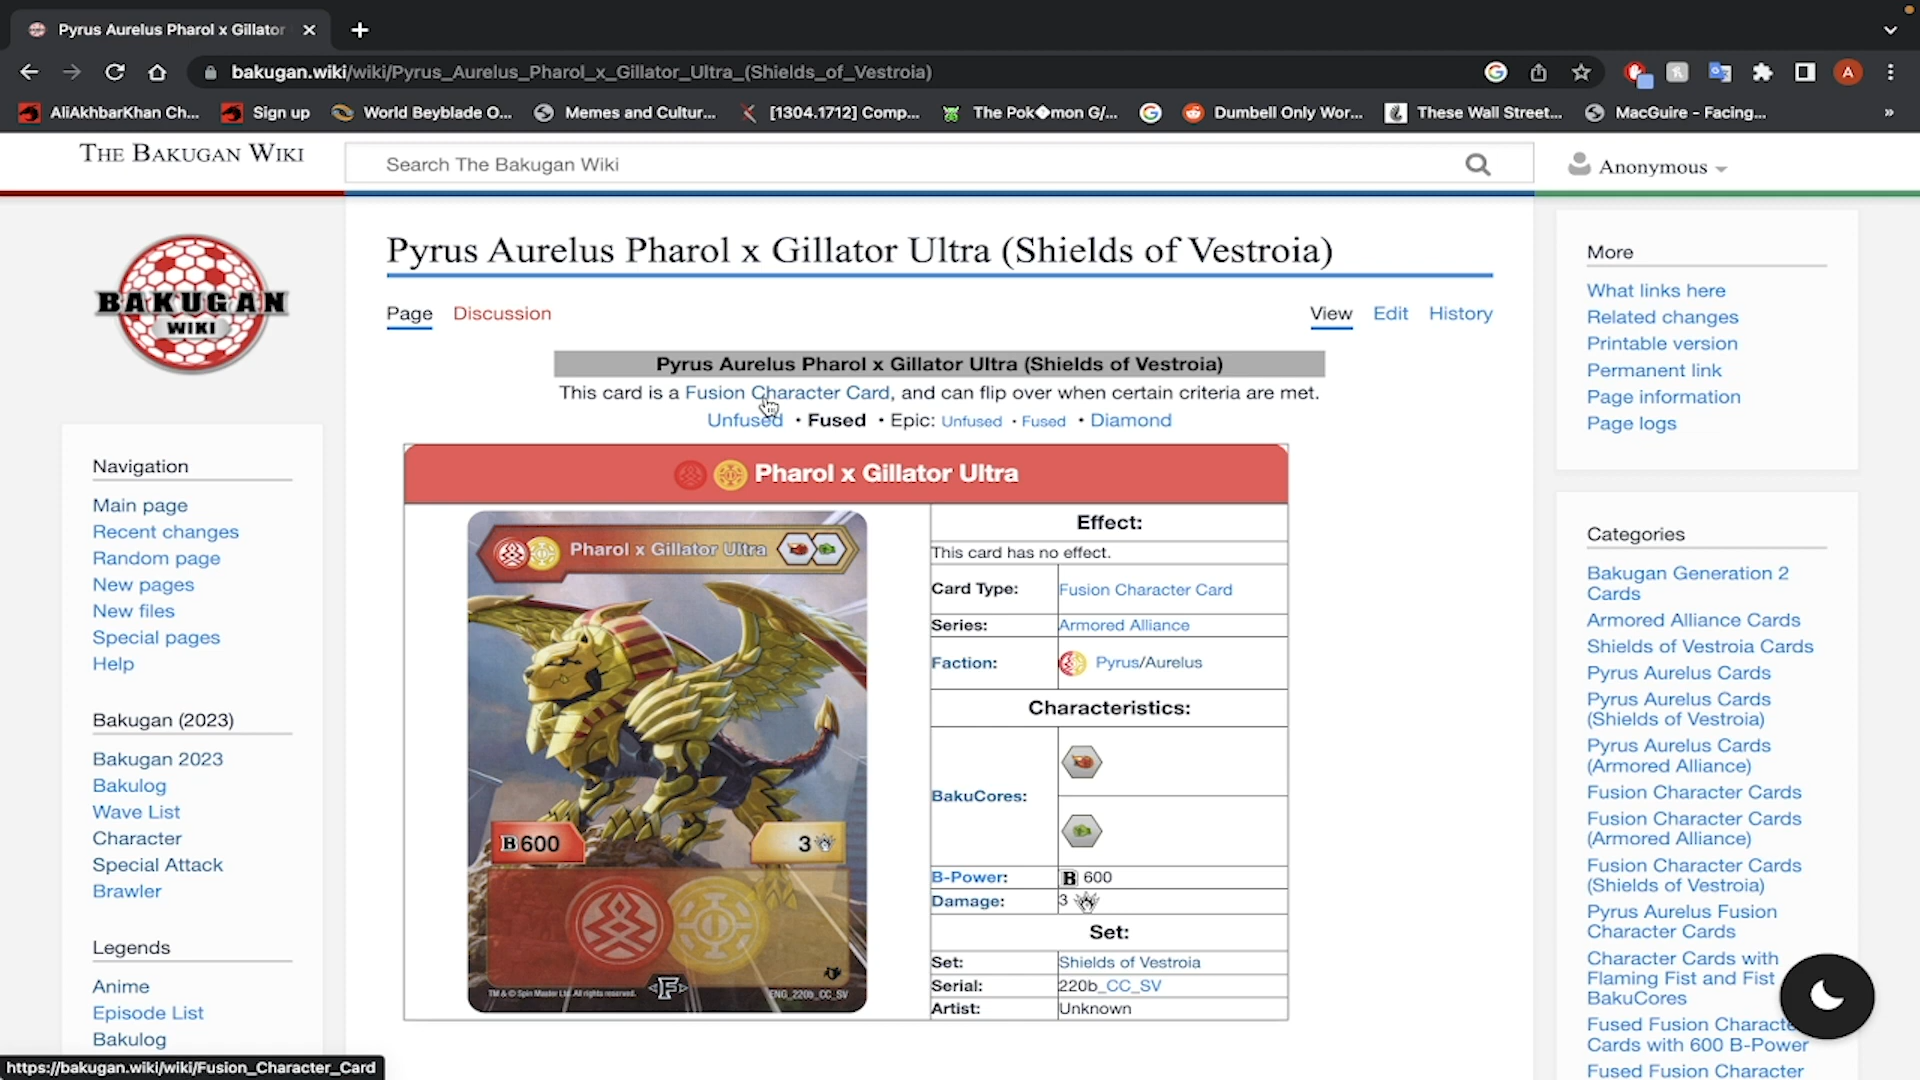 Pyrus Aurelus Pharol x Gillator
bakugan.wiki/wiki/Pyrus_Aurelus_Pharol_x_Gillator_Ultra_(Shields_of_Vestroia)
A
AliAkhbarKhan Ch...
Sign up
World Beyblade O...
Memes and Cultur...
[1304.1712] Comp...
The Pok�mon G/...
Dumbell Only Wor...
These Wall Street...
MacGuire - Facing...
»
THE BAKUGAN WIKI
Search The Bakugan Wiki
Anonymous
BAKUGAN
WIKI
Navigation
Main page
Recent changes
Random page
New pages
New files
Special pages
Help
Bakugan (2023)
Bakugan 2023
Bakulog
Wave List
Character
Special Attack
Brawler
Legends
Anime
Episode List
Bakulog
https://bakugan.wiki/wiki/Fusion_Character_Card
Pyrus Aurelus Pharol x Gillator Ultra (Shields of Vestroia)
Page Discussion
View Edit History
Pyrus Aurelus Pharol x Gillator Ultra (Shields of Vestroia)
This card is a Fusion Character Card, and can flip over when certain criteria are met.
Unfused • Fused • Epic: Unfused • Fused • Diamond
Pharol x Gillator Ultra
Pharol x Gillator Ultra
B 600
3
TM & © Spin Master Ltd. All rights reserved.
F
ENG_220b_CC_SV
Effect:
This card has no effect.
Card Type: Fusion Character Card
Series: Armored Alliance
Faction: Pyrus/Aurelus
Characteristics:
BakuCores:
B-Power: B 600
Damage: 3
Set:
Set: Shields of Vestroia
Serial: 220b_CC_SV
Artist: Unknown
More
What links here
Related changes
Printable version
Permanent link
Page information
Page logs
Categories
Bakugan Generation 2
Cards
Armored Alliance Cards
Shields of Vestroia Cards
Pyrus Aurelus Cards
Pyrus Aurelus Cards
(Shields of Vestroia)
Pyrus Aurelus Cards
(Armored Alliance)
Fusion Character Cards
Fusion Character Cards
(Armored Alliance)
Fusion Character Cards
(Shields of Vestroia)
Pyrus Aurelus Fusion
Character Cards
Character Cards with
Flaming Fist and Fist
BakuCores
Fused Fusion Characte
Cards with 600 B-Power
Fused Fusion Character